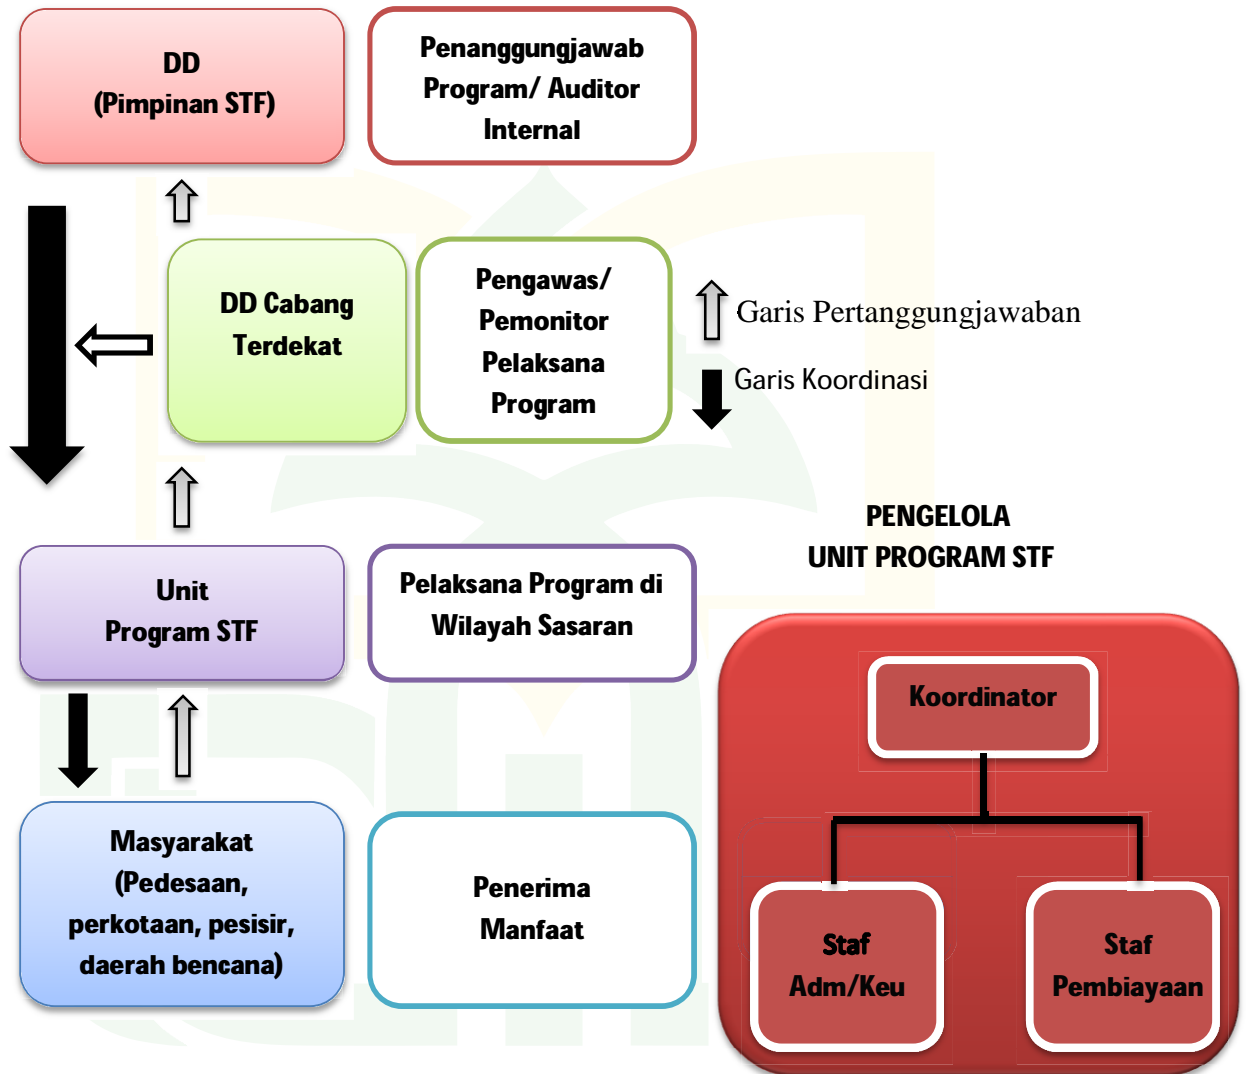 DD
(Pimpinan STF)
Penanggungjawab
Program/ Auditor
Internal
DD Cabang
Terdekat
Pengawas/
Pemonitor
Pelaksana
Program
Garis Pertanggungjawaban
Garis Koordinasi
Unit
Program STF
Pelaksana Program di
Wilayah Sasaran
Masyarakat
(Pedesaan,
perkotaan, pesisir,
daerah bencana)
Penerima
Manfaat
PENGELOLA
UNIT PROGRAM STF
Koordinator
Staf
Adm/Keu
Staf
Pembiayaan